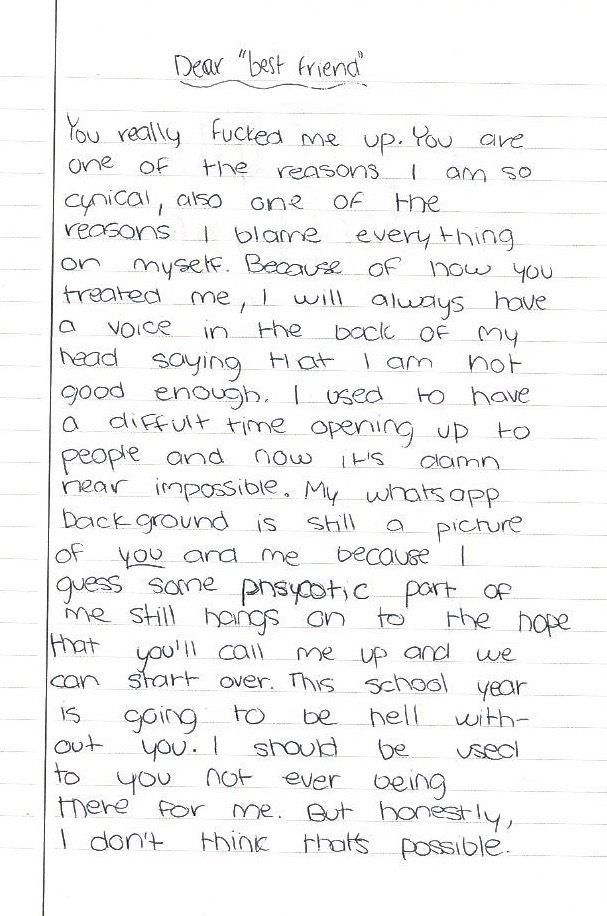 Dear "best friend"
You really fucked me up. You are
one of the reasons I am so
cynical, also one of the
reasons I blame everything
on myself. Because of how you
treated me, I will always have
a voice in the back of my
head saying that I am not
good enough. I used to have
a diffult time opening up to
people and now it's damn
near impossible. My whatsapp
background is still a picture
of you and me because I
guess some phsycotic part of
me still hangs on to the hope
that you'll call me up and we
can start over. This school year
is going to be hell with-
out you. I should be used
to you not ever being
there for me. But honestly,
I don't think that's possible.